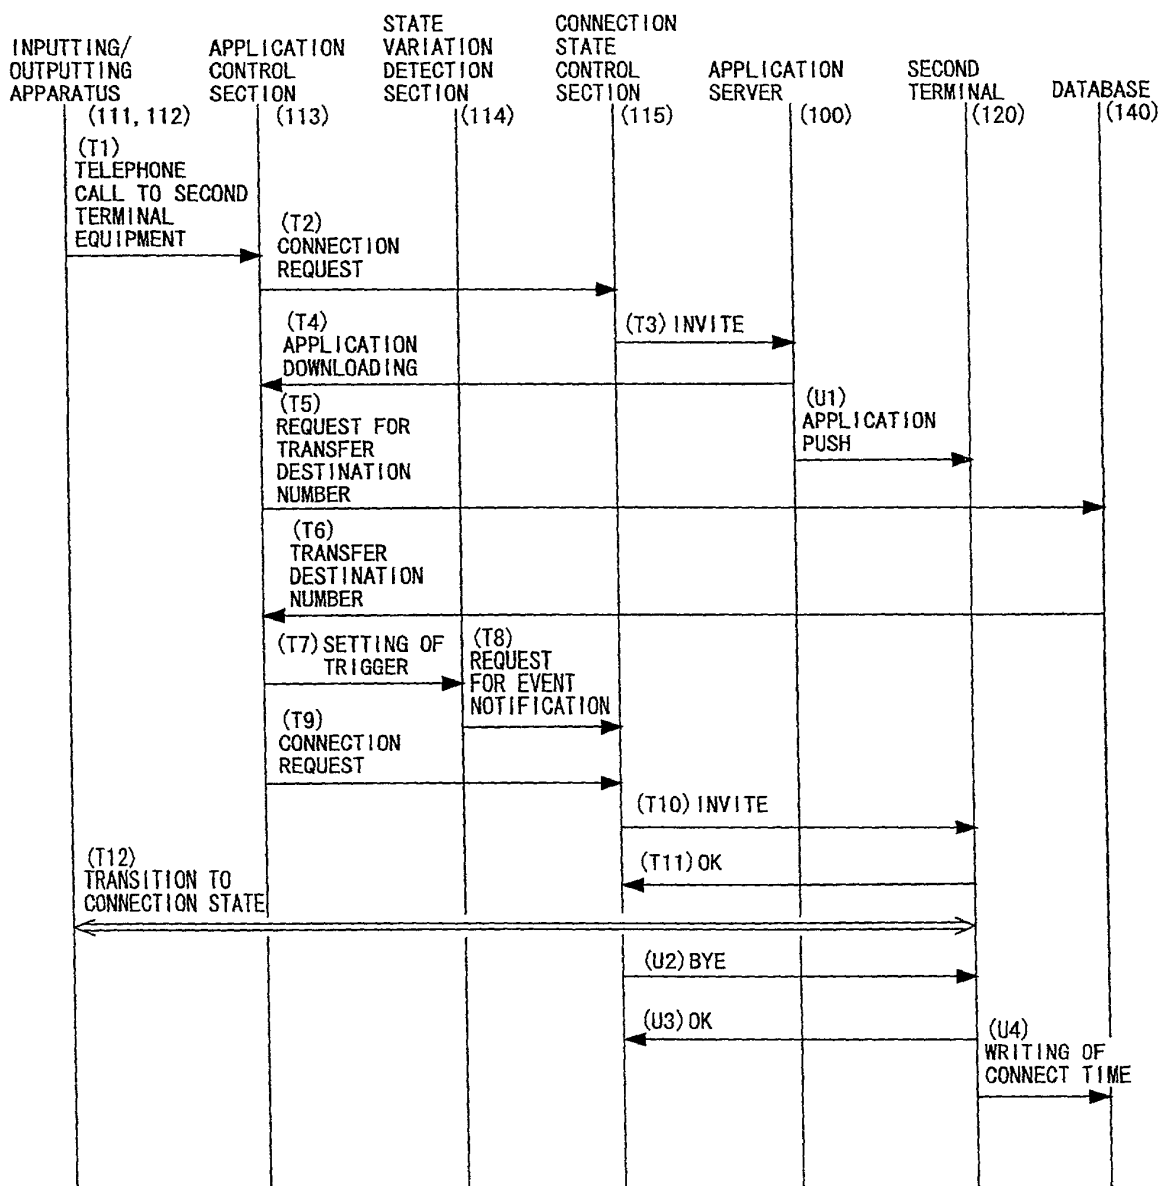 INPUTTING/
OUTPUTTING
APPARATUS
(111, 112)
APPLICATION
CONTROL
SECTION
(113)
STATE
VARIATION
DETECTION
SECTION
(114)
CONNECTION
STATE
CONTROL
SECTION
(115)
APPLICATION
SERVER
(100)
SECOND
TERMINAL
(120)
DATABASE
(140)
(T1)
TELEPHONE
CALL TO SECOND
TERMINAL
EQUIPMENT
(T2)
CONNECTION
REQUEST
(T3) INVITE
(T4)
APPLICATION
DOWNLOADING
(U1)
APPLICATION
PUSH
(T5)
REQUEST FOR
TRANSFER
DESTINATION
NUMBER
(T6)
TRANSFER
DESTINATION
NUMBER
(T7) SETTING OF
TRIGGER
(T8)
REQUEST
FOR EVENT
NOTIFICATION
(T9)
CONNECTION
REQUEST
(T10) INVITE
(T11) OK
(T12)
TRANSITION TO
CONNECTION STATE
(U2) BYE
(U3) OK
(U4)
WRITING OF
CONNECT TIME